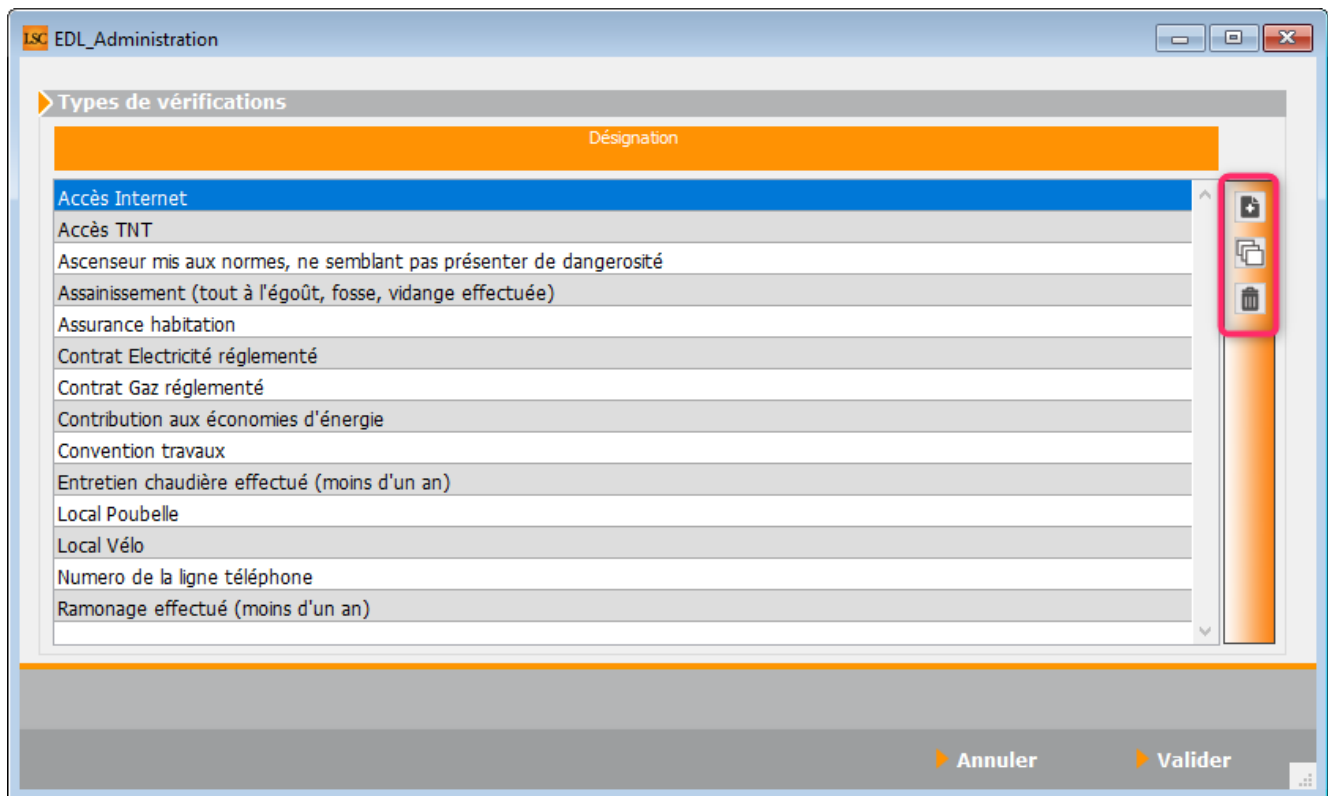 LSC EDL_Administration
Types de vérifications
Désignation
Accès Internet
Accès TNT
Ascenseur mis aux normes, ne semblant pas présenter de dangerosité
Assainissement (tout à l'égoût, fosse, vidange effectuée)
Assurance habitation
Contrat Electricité réglementé
Contrat Gaz réglementé
Contribution aux économies d'énergie
Convention travaux
Entretien chaudière effectué (moins d'un an)
Local Poubelle
Local Vélo
Numero de la ligne téléphone
Ramonage effectué (moins d'un an)
Annuler Valider